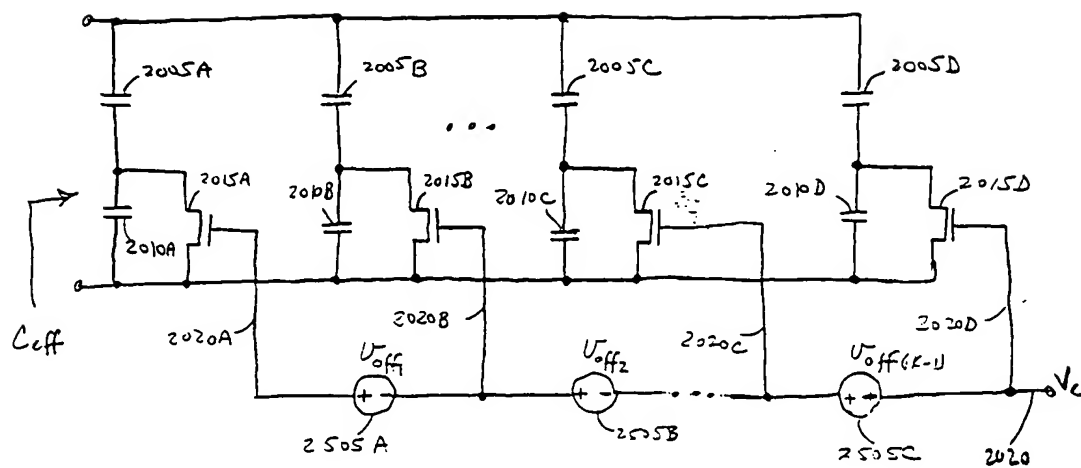 2005A
2005B
2005C
2005D
...
2015A
2010B
2015B
2010C
2015C
2010D
2015D
2010A
Ceff
2020A
2020B
2020C
2020D
Voff1
+ -
Voff2
+ -
....
Voff(K-1)
+ -
Vc
2505A
2505B
2505C
2020